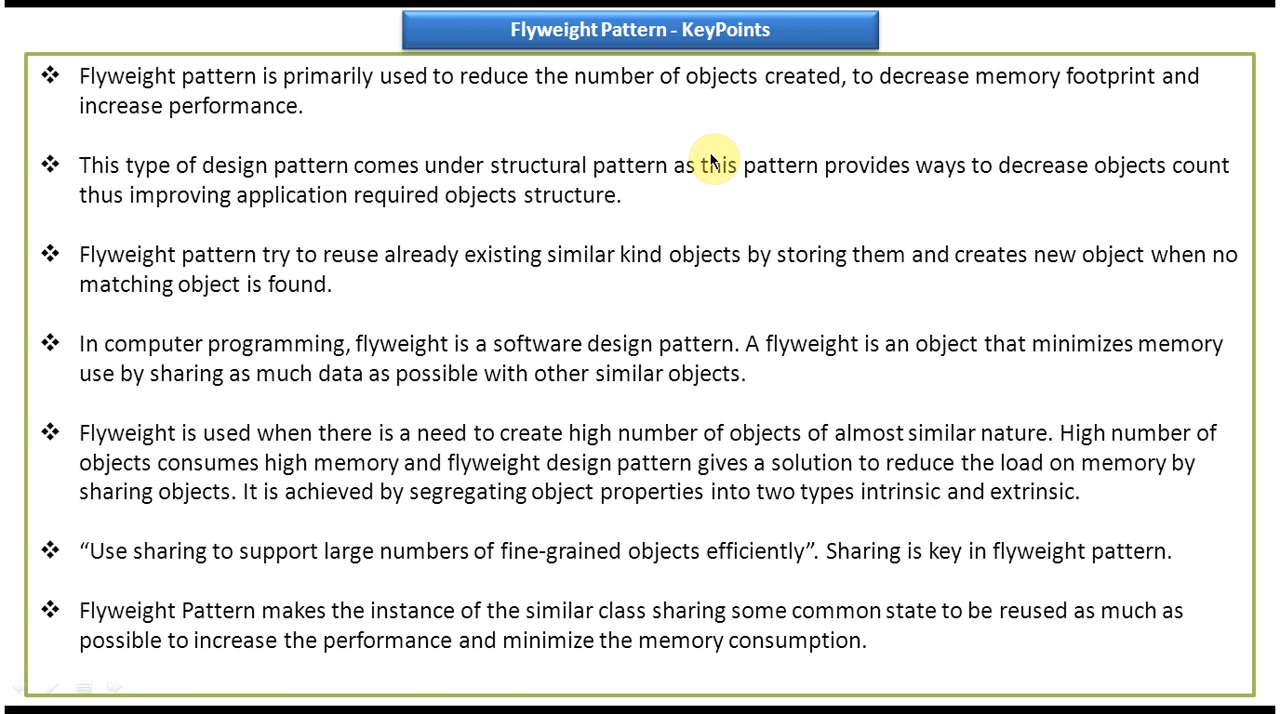 Flyweight Pattern - KeyPoints
Flyweight pattern is primarily used to reduce the number of objects created, to decrease memory footprint and
increase performance.
This type of design pattern comes under structural pattern as this pattern provides ways to decrease objects count
thus improving application required objects structure.
Flyweight pattern try to reuse already existing similar kind objects by storing them and creates new object when no
matching object is found.
In computer programming, flyweight is a software design pattern. A flyweight is an object that minimizes memory
use by sharing as much data as possible with other similar objects.
Flyweight is used when there is a need to create high number of objects of almost similar nature. High number of
objects consumes high memory and flyweight design pattern gives a solution to reduce the load on memory by
sharing objects. It is achieved by segregating object properties into two types intrinsic and extrinsic.
“Use sharing to support large numbers of fine-grained objects efficiently”. Sharing is key in flyweight pattern.
Flyweight Pattern makes the instance of the similar class sharing some common state to be reused as much as
possible to increase the performance and minimize the memory consumption.